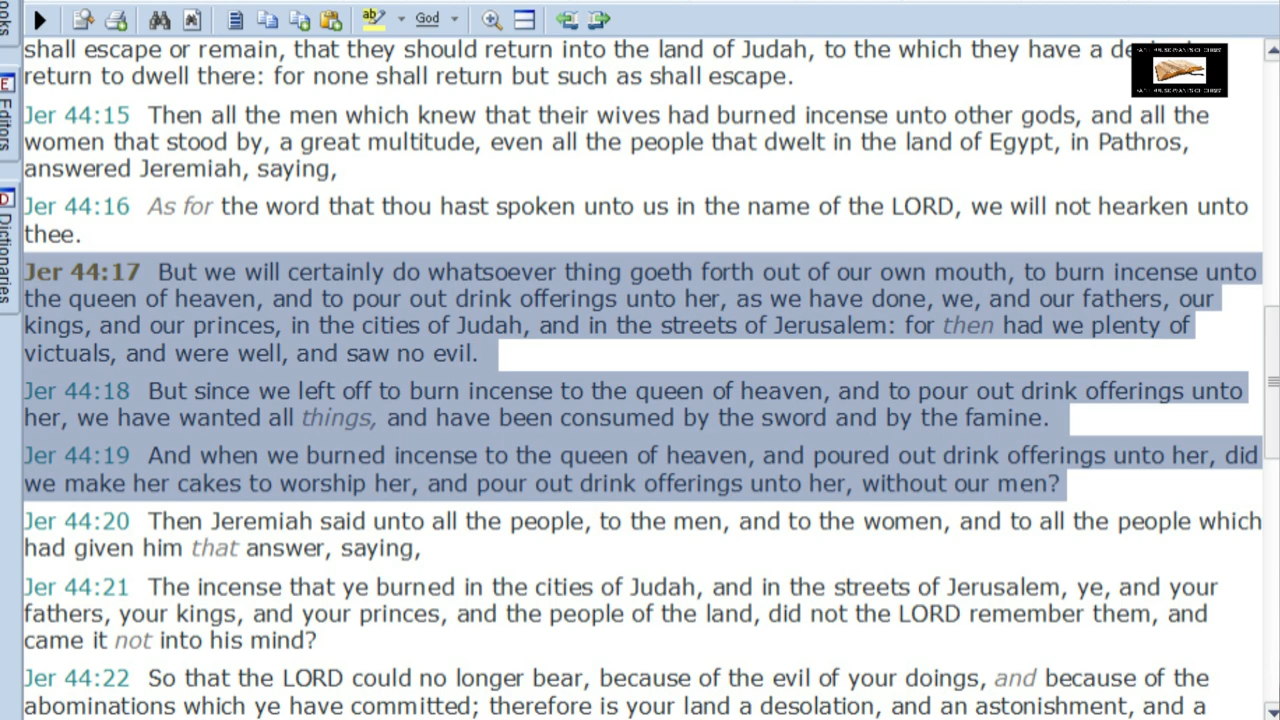 ooks
Editors
Dictionaries
ab
God
shall escape or remain, that they should return into the land of Judah, to the which they have a
return to dwell there: for none shall return but such as shall escape.
Jer 44:15 Then all the men which knew that their wives had burned incense unto other gods, and all the
women that stood by, a great multitude, even all the people that dwelt in the land of Egypt, in Pathros,
answered Jeremiah, saying,
Jer 44:16 As for the word that thou hast spoken unto us in the name of the LORD, we will not hearken unto
thee.
Jer 44:17 But we will certainly do whatsoever thing goeth forth out of our own mouth, to burn incense unto
the queen of heaven, and to pour out drink offerings unto her, as we have done, we, and our fathers, our
kings, and our princes, in the cities of Judah, and in the streets of Jerusalem: for then had we plenty of
victuals, and were well, and saw no evil.
Jer 44:18 But since we left off to burn incense to the queen of heaven, and to pour out drink offerings unto
her, we have wanted all things, and have been consumed by the sword and by the famine.
Jer 44:19 And when we burned incense to the queen of heaven, and poured out drink offerings unto her, did
we make her cakes to worship her, and pour out drink offerings unto her, without our men?
Jer 44:20 Then Jeremiah said unto all the people, to the men, and to the women, and to all the people which
had given him that answer, saying,
Jer 44:21 The incense that ye burned in the cities of Judah, and in the streets of Jerusalem, ye, and your
fathers, your kings, and your princes, and the people of the land, did not the LORD remember them, and
came it not into his mind?
Jer 44:22 So that the LORD could no longer bear, because of the evil of your doings, and because of the
abominations which ye have committed; therefore is your land a desolation, and an astonishment, and a